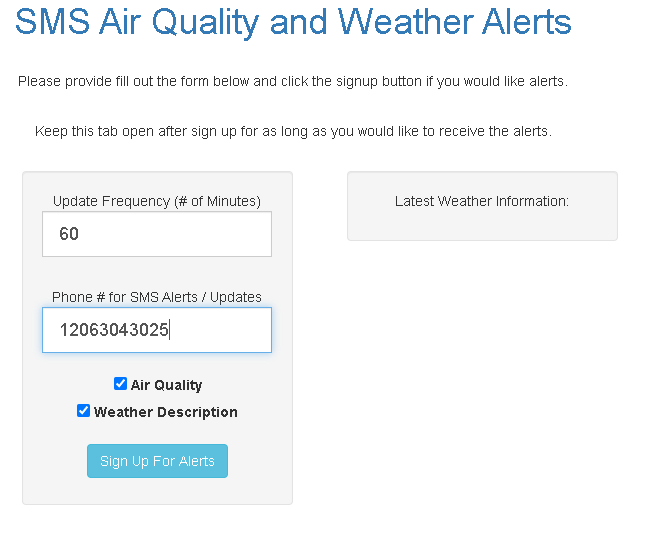 SMS Air Quality and Weather Alerts
Please provide fill out the form below and click the signup button if you would like alerts.
Keep this tab open after sign up for as long as you would like to receive the alerts.
Update Frequency (# of Minutes)
60
Phone # for SMS Alerts / Updates
12063043025
Air Quality
Weather Description
Sign Up For Alerts
Latest Weather Information: